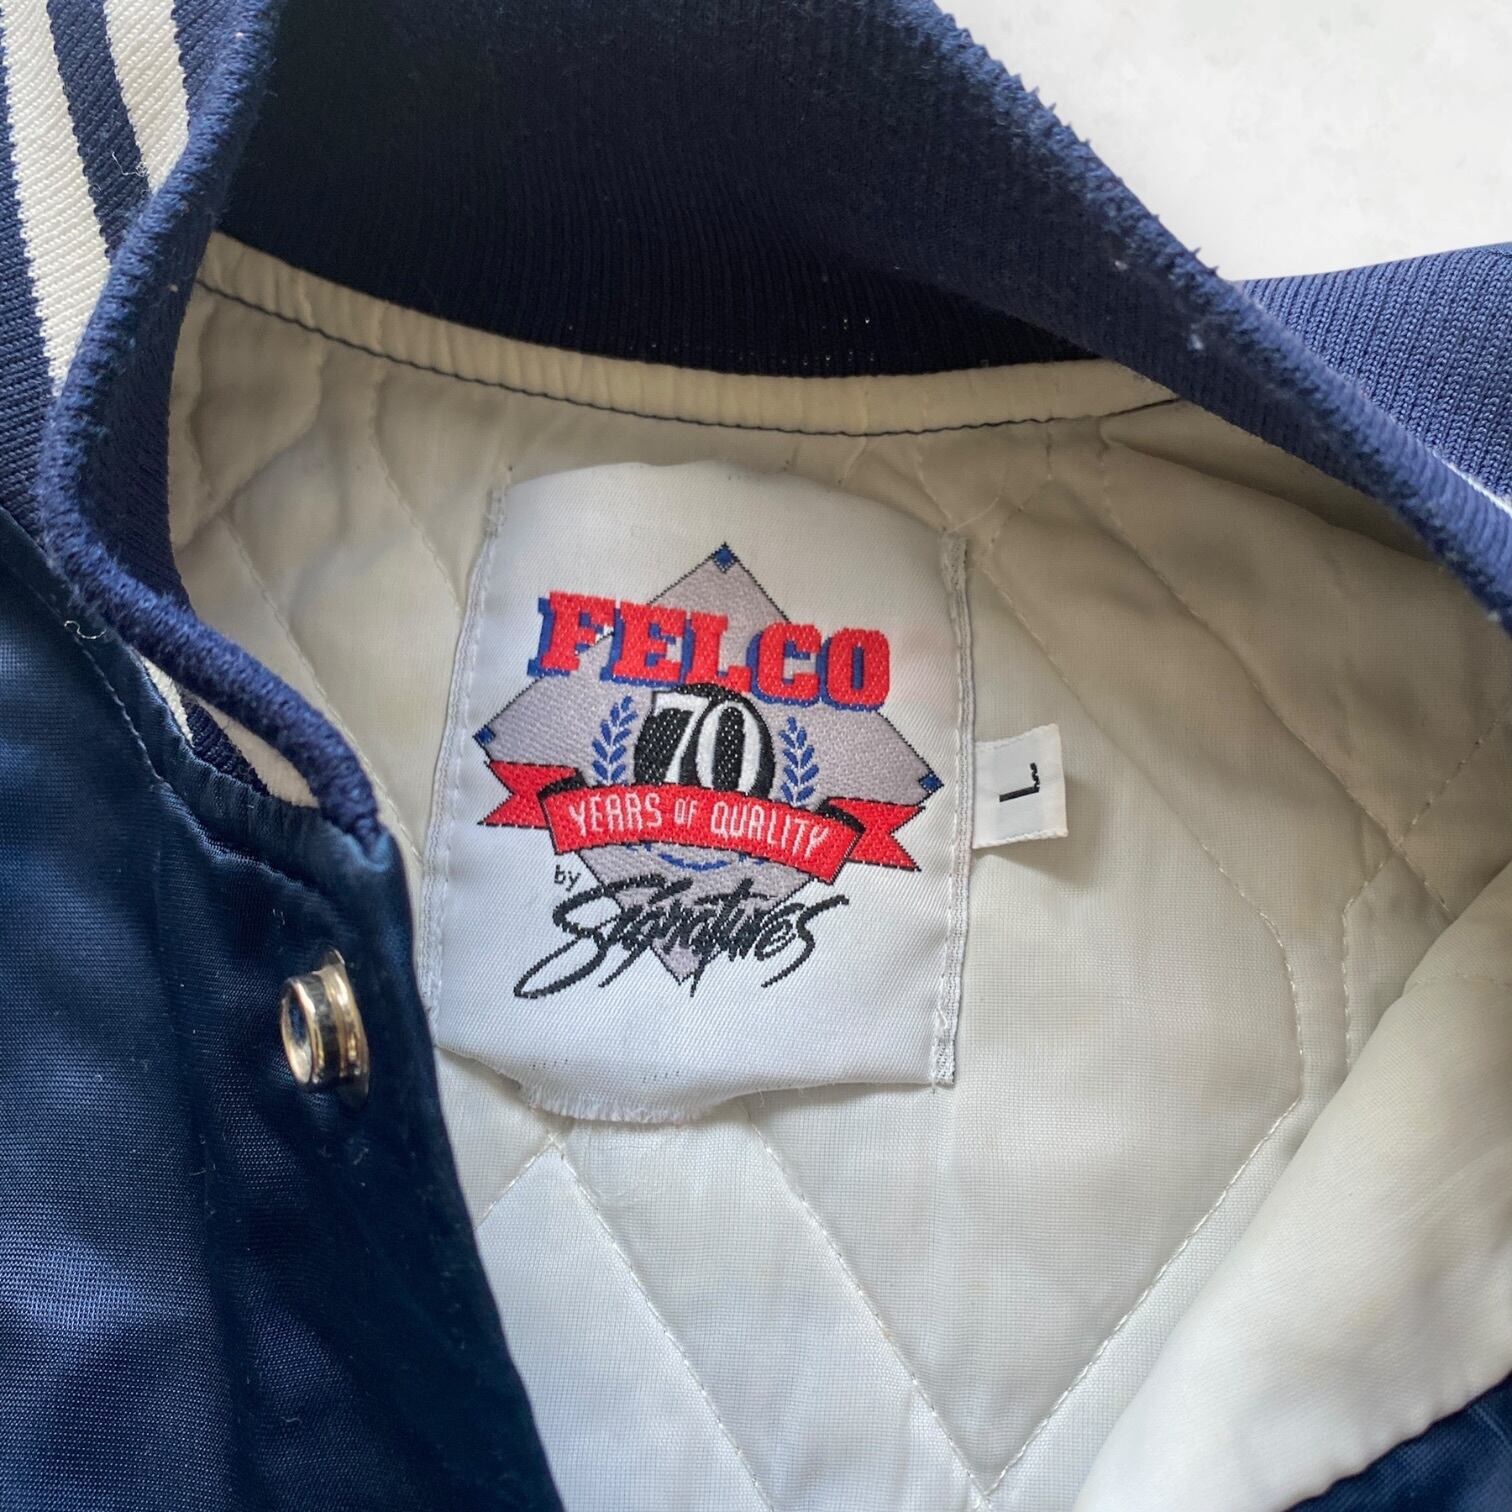 FELCO
70
YEARS OF QUALITY
by
Signatures
L